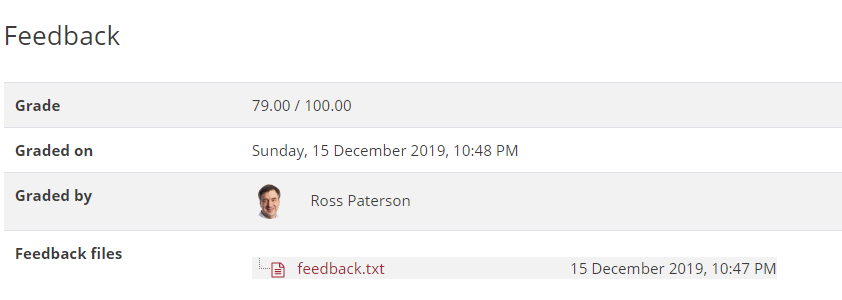 Feedback
Grade 79.00 / 100.00
Graded on Sunday, 15 December 2019, 10:48 PM
Graded by Ross Paterson
Feedback files
feedback.txt 15 December 2019, 10:47 PM